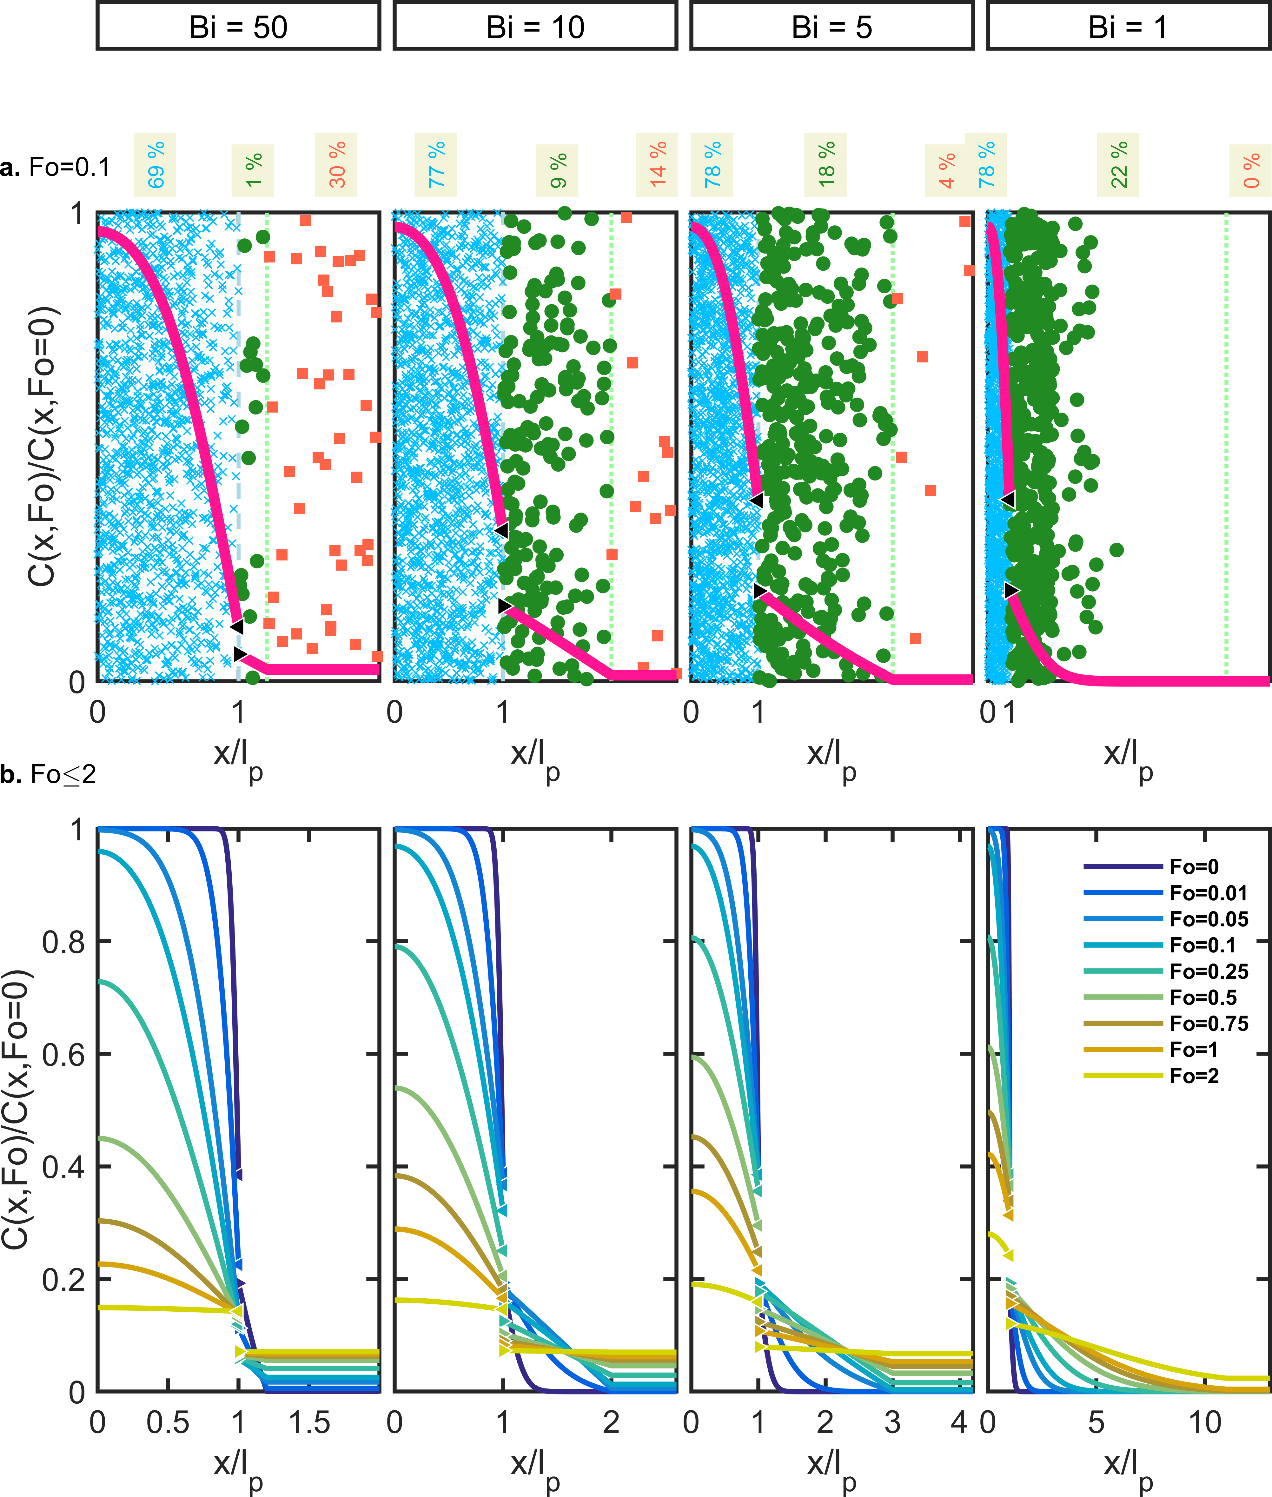 Bi = 50 Bi = 10 Bi = 5 Bi = 1
69 % 1 % 30 % 77 % 9 % 14 % 78 % 18 % 4 % 78 % 22 % 0 %
a. Fo=0.1
1
C(x,Fo)/C(x,Fo=0)
0
0 1 0 1 0 1 0 1
x/lp x/lp x/lp x/lp
b. Fo≤2
1
0.8
0.6
0.4
0.2
0
C(x,Fo)/C(x,Fo=0)
Fo=0
Fo=0.01
Fo=0.05
Fo=0.1
Fo=0.25
Fo=0.5
Fo=0.75
Fo=1
Fo=2
0 0.5 1 1.5 0 1 2 0 1 2 3 4 0 5 10
x/lp x/lp x/lp x/lp